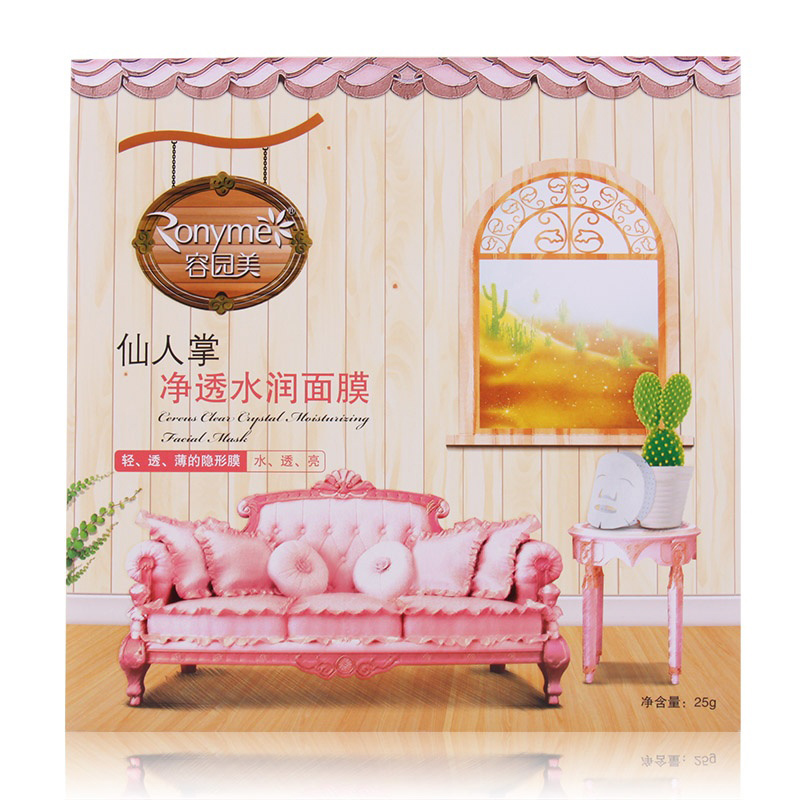 Ronyme®
容园美
仙人掌
净透水润面膜
Cereus Clear Crystal Moisturizing
Facial Mask
轻、透、薄的隐形膜 水、透、亮
净含量：25g